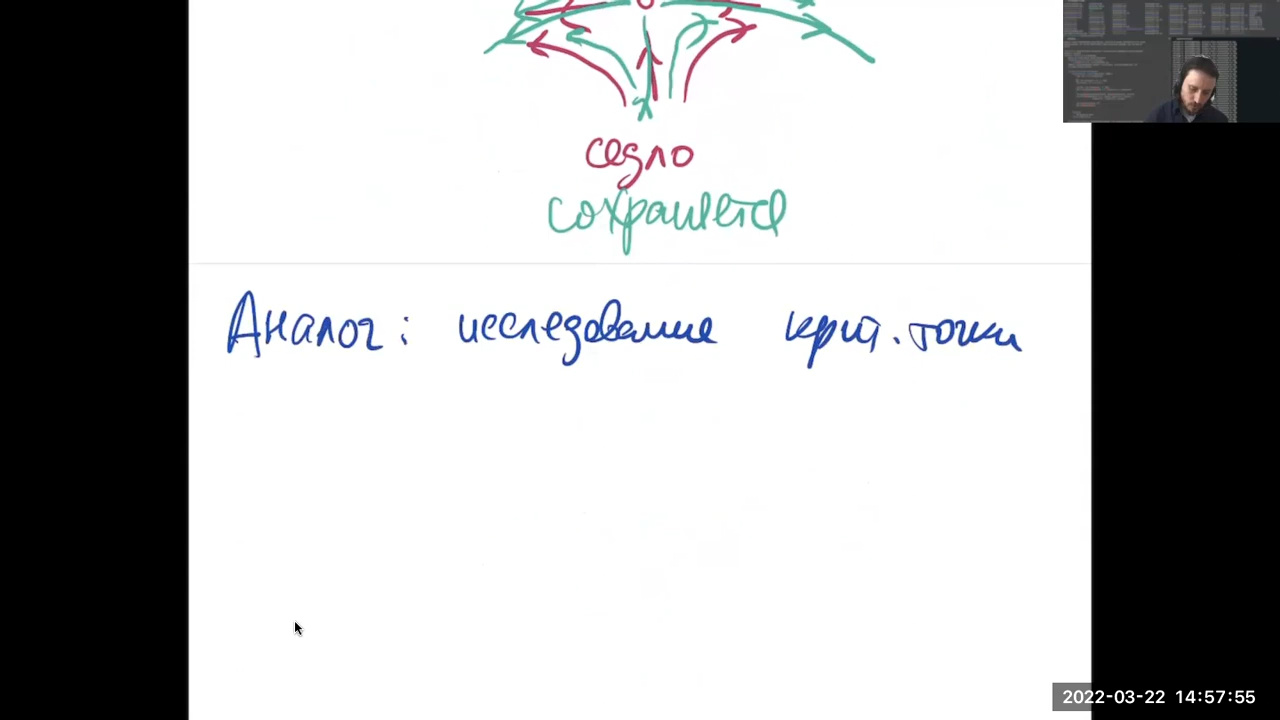 седло
сохраняется
Аналог: исследование крит. точки
2022-03-22 14:57:55